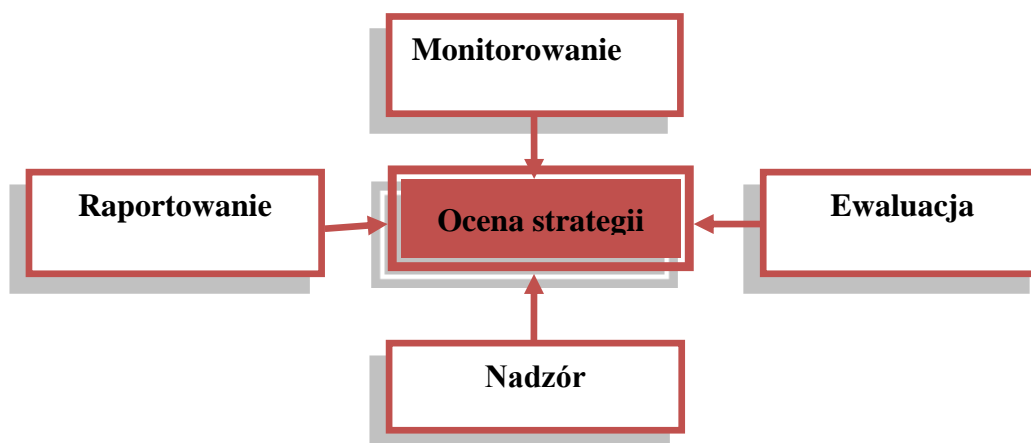 Monitorowanie
Raportowanie
Ocena strategii
Ewaluacja
Nadzór